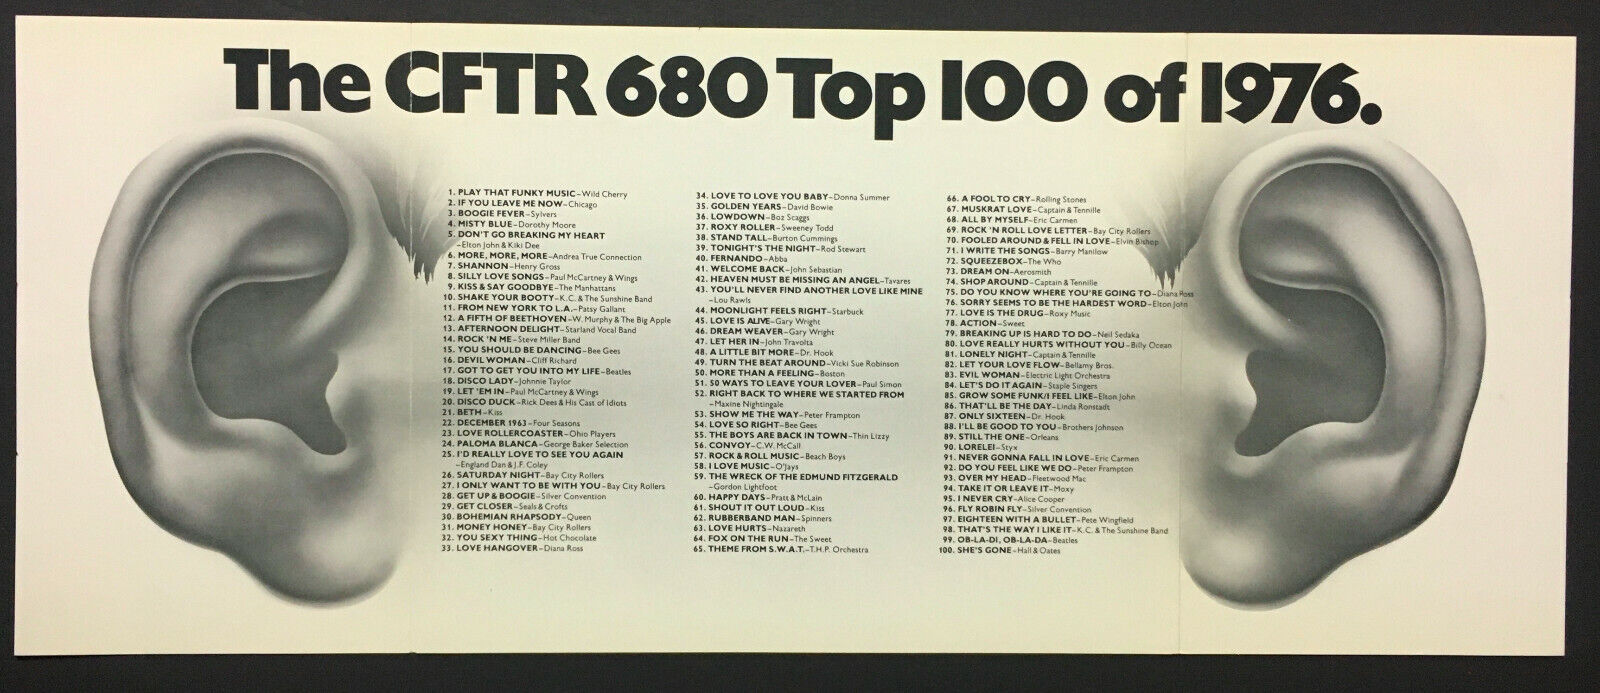 The CFTR 680 Top 100 of 1976.
1. PLAY THAT FUNKY MUSIC–Wild Cherry
2. IF YOU LEAVE ME NOW–Chicago
3. BOOGIE FEVER–Sylvers
4. MISTY BLUE–Dorothy Moore
5. DON'T GO BREAKING MY HEART
–Elton John & Kiki Dee
6. MORE, MORE, MORE–Andrea True Connection
7. SHANNON–Henry Gross
8. SILLY LOVE SONGS–Paul McCartney & Wings
9. KISS & SAY GOODBYE–The Manhattans
10. SHAKE YOUR BOOTY–K.C. & The Sunshine Band
11. FROM NEW YORK TO L.A.–Patsy Gallant
12. A FIFTH OF BEETHOVEN–W. Murphy & The Big Apple
13. AFTERNOON DELIGHT–Starland Vocal Band
14. ROCK 'N ME–Steve Miller Band
15. YOU SHOULD BE DANCING–Bee Gees
16. DEVIL WOMAN–Cliff Richard
17. GOT TO GET YOU INTO MY LIFE–Beatles
18. DISCO LADY–Johnnie Taylor
19. LET 'EM IN–Paul McCartney & Wings
20. DISCO DUCK–Rick Dees & His Cast of Idiots
21. BETH–Kiss
22. DECEMBER 1963–Four Seasons
23. LOVE ROLLERCOASTER–Ohio Players
24. PALOMA BLANCA–George Baker Selection
25. I'D REALLY LOVE TO SEE YOU AGAIN
–England Dan & J.F. Coley
26. SATURDAY NIGHT–Bay City Rollers
27. I ONLY WANT TO BE WITH YOU–Bay City Rollers
28. GET UP & BOOGIE–Silver Convention
29. GET CLOSER–Seals & Crofts
30. BOHEMIAN RHAPSODY–Queen
31. MONEY HONEY–Bay City Rollers
32. YOU SEXY THING–Hot Chocolate
33. LOVE HANGOVER–Diana Ross
34. LOVE TO LOVE YOU BABY–Donna Summer
35. GOLDEN YEARS–David Bowie
36. LOWDOWN–Boz Scaggs
37. ROXY ROLLER–Sweeney Todd
38. STAND TALL–Burton Cummings
39. TONIGHT'S THE NIGHT–Rod Stewart
40. FERNANDO–Abba
41. WELCOME BACK–John Sebastian
42. HEAVEN MUST BE MISSING AN ANGEL–Tavares
43. YOU'LL NEVER FIND ANOTHER LOVE LIKE MINE
–Lou Rawls
44. MOONLIGHT FEELS RIGHT–Starbuck
45. LOVE IS ALIVE–Gary Wright
46. DREAM WEAVER–Gary Wright
47. LET HER IN–John Travolta
48. A LITTLE BIT MORE–Dr. Hook
49. TURN THE BEAT AROUND–Vicki Sue Robinson
50. MORE THAN A FEELING–Boston
51. 50 WAYS TO LEAVE YOUR LOVER–Paul Simon
52. RIGHT BACK TO WHERE WE STARTED FROM
–Maxine Nightingale
53. SHOW ME THE WAY–Peter Frampton
54. LOVE SO RIGHT–Bee Gees
55. THE BOYS ARE BACK IN TOWN–Thin Lizzy
56. CONVOY–C.W. McCall
57. ROCK & ROLL MUSIC–Beach Boys
58. I LOVE MUSIC–O'Jays
59. THE WRECK OF THE EDMUND FITZGERALD
–Gordon Lightfoot
60. HAPPY DAYS–Pratt & McLain
61. SHOUT IT OUT LOUD–Kiss
62. RUBBERBAND MAN–Spinners
63. LOVE HURTS–Nazareth
64. FOX ON THE RUN–The Sweet
65. THEME FROM S.W.A.T.–T.H.P. Orchestra
66. A FOOL TO CRY–Rolling Stones
67. MUSKRAT LOVE–Captain & Tennille
68. ALL BY MYSELF–Eric Carmen
69. ROCK 'N ROLL LOVE LETTER–Bay City Rollers
70. FOOLED AROUND & FELL IN LOVE–Elvin Bishop
71. I WRITE THE SONGS–Barry Manilow
72. SQUEEZEBOX–The Who
73. DREAM ON–Aerosmith
74. SHOP AROUND–Captain & Tennille
75. DO YOU KNOW WHERE YOU'RE GOING TO–Diana Ross
76. SORRY SEEMS TO BE THE HARDEST WORD–Elton John
77. LOVE IS THE DRUG–Roxy Music
78. ACTION–Sweet
79. BREAKING UP IS HARD TO DO–Neil Sedaka
80. LOVE REALLY HURTS WITHOUT YOU–Billy Ocean
81. LONELY NIGHT–Captain & Tennille
82. LET YOUR LOVE FLOW–Bellamy Bros.
83. EVIL WOMAN–Electric Light Orchestra
84. LET'S DO IT AGAIN–Staple Singers
85. GROW SOME FUNK/I FEEL LIKE–Elton John
86. THAT'LL BE THE DAY–Linda Ronstadt
87. ONLY SIXTEEN–Dr. Hook
88. I'LL BE GOOD TO YOU–Brothers Johnson
89. STILL THE ONE–Orleans
90. LORELEI–Styx
91. NEVER GONNA FALL IN LOVE–Eric Carmen
92. DO YOU FEEL LIKE WE DO–Peter Frampton
93. OVER MY HEAD–Fleetwood Mac
94. TAKE IT OR LEAVE IT–Moxy
95. I NEVER CRY–Alice Cooper
96. FLY ROBIN FLY–Silver Convention
97. EIGHTEEN WITH A BULLET–Pete Wingfield
98. THAT'S THE WAY I LIKE IT–K.C. & The Sunshine Band
99. OB-LA-DI, OB-LA-DA–Beatles
100. SHE'S GONE–Hall & Oates